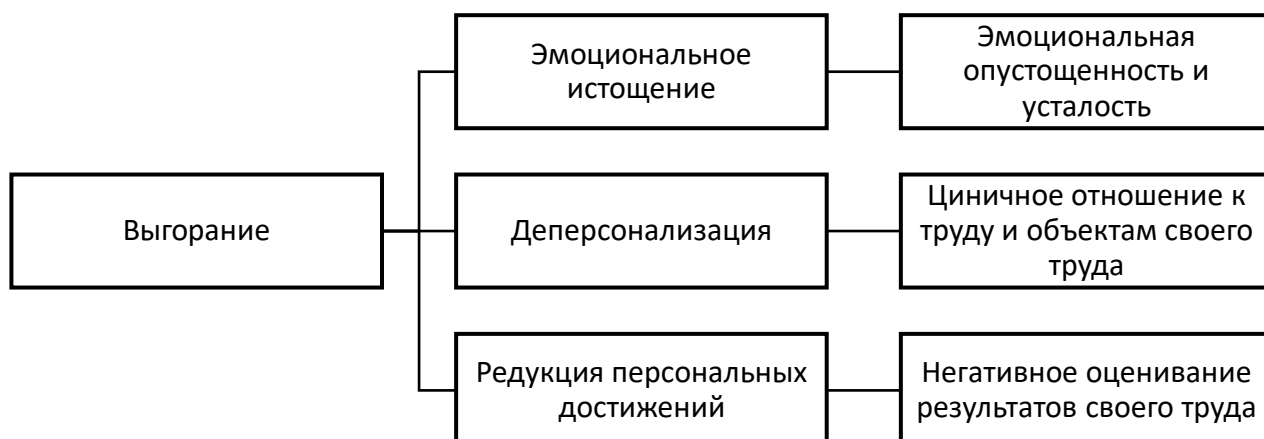 Эмоциональное
истощение
Эмоциональная
опустощенность и
усталость
Выгорание
Деперсонализация
Циничное отношение к
труду и объектам своего
труда
Редукция персональных
достижений
Негативное оценивание
результатов своего труда